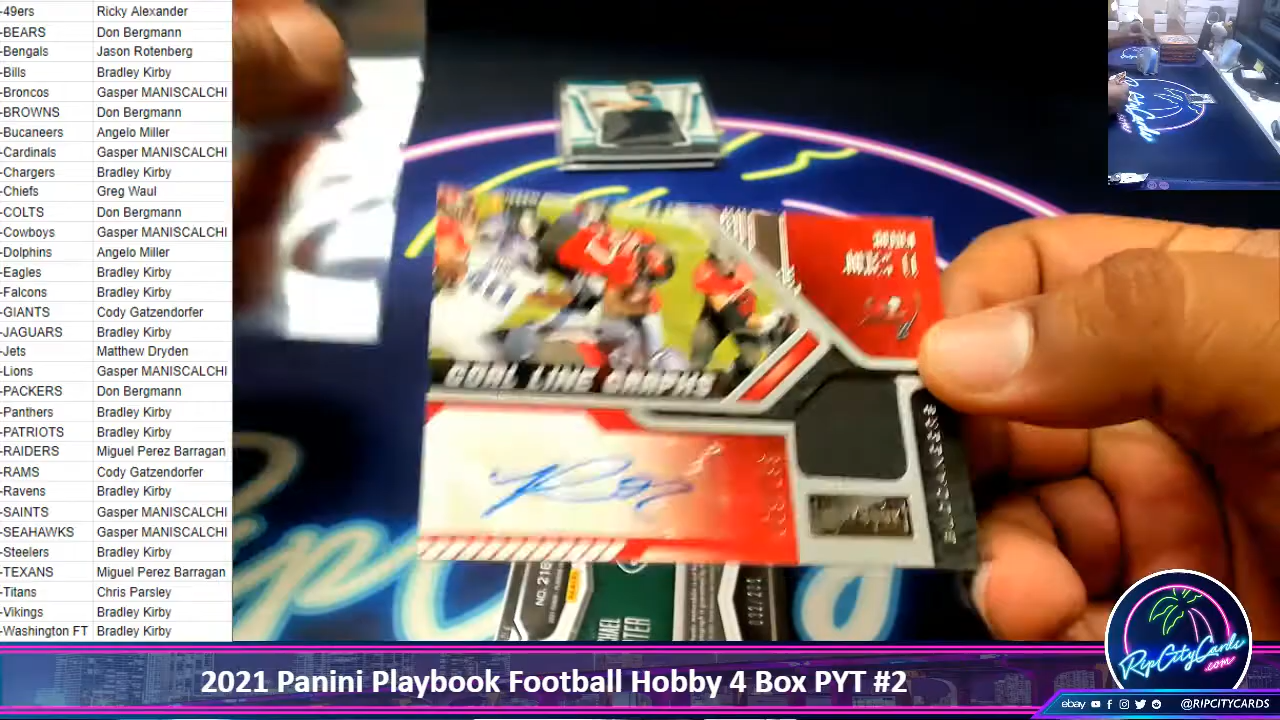 -49ers Ricky Alexander
-BEARS Don Bergmann
-Bengals Jason Rotenberg
-Bills Bradley Kirby
-Broncos Gasper MANISCALCHI
-BROWNS Don Bergmann
-Bucaneers Angelo Miller
-Cardinals Gasper MANISCALCHI
-Chargers Bradley Kirby
-Chiefs Greg Waul
-COLTS Don Bergmann
-Cowboys Gasper MANISCALCHI
-Dolphins Angelo Miller
-Eagles Bradley Kirby
-Falcons Bradley Kirby
-GIANTS Cody Gatzendorfer
-JAGUARS Bradley Kirby
-Jets Matthew Dryden
-Lions Gasper MANISCALCHI
-PACKERS Don Bergmann
-Panthers Bradley Kirby
-PATRIOTS Bradley Kirby
-RAIDERS Miguel Perez Barragan
-RAMS Cody Gatzendorfer
-Ravens Bradley Kirby
-SAINTS Gasper MANISCALCHI
-SEAHAWKS Gasper MANISCALCHI
-Steelers Bradley Kirby
-TEXANS Miguel Perez Barragan
-Titans Chris Parsley
-Vikings Bradley Kirby
-Washington FT Bradley Kirby
GOAL LINE GRAPHS
NO. 216
RipCityCards
.com
2021 Panini Playbook Football Hobby 4 Box PYT #2
ebay @RIPCITYCARDS